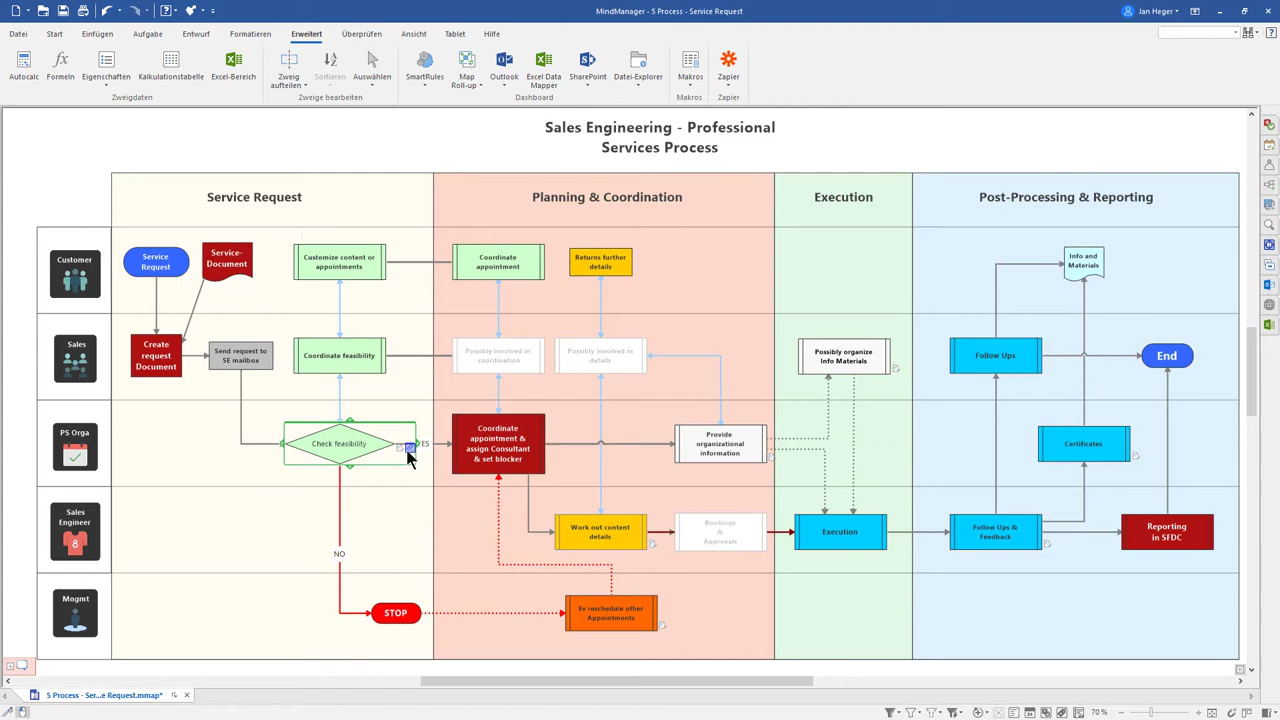 MindManager - 5 Process - Service Request
Jan Heger
Datei Start Einfügen Aufgabe Entwurf Formatieren Erweitert Überprüfen Ansicht Tablet Hilfe
Autocalc
Formeln
Eigenschaften
Kalkulationstabelle
Excel-Bereich
Zweig
aufteilen
Sortieren
Auswählen
SmartRules
Map
Roll-up
Outlook
Excel Data
Mapper
SharePoint
Datei-Explorer
Makros
Zapier
Zweigdaten
Zweige bearbeiten
Dashboard
Makros
Zapier
Sales Engineering - Professional
Services Process
Service Request
Planning & Coordination
Execution
Post-Processing & Reporting
Customer
Service
Request
Service-
Document
Customize content or
appointments
Coordinate
appointment
Returns further
details
Info and
Materials
Sales
Create
request
Document
Send request to
SE mailbox
Coordinate feasibility
Possibly involved in
coordination
Possibly involved in
details
Possibly organize
Info Materials
Follow Ups
End
PS Orga
Check feasibility
ES
Coordinate
appointment &
assign Consultant
& set blocker
Provide
organizational
information
Certificates
Sales
Engineer
8
NO
Work out content
details
Bookings
&
Approvals
Execution
Follow Ups &
Feedback
Reporting
in SFDC
Mngmt
STOP
Ev reschedule other
Appointments
5 Process - Ser...e Request.mmap*
70 %